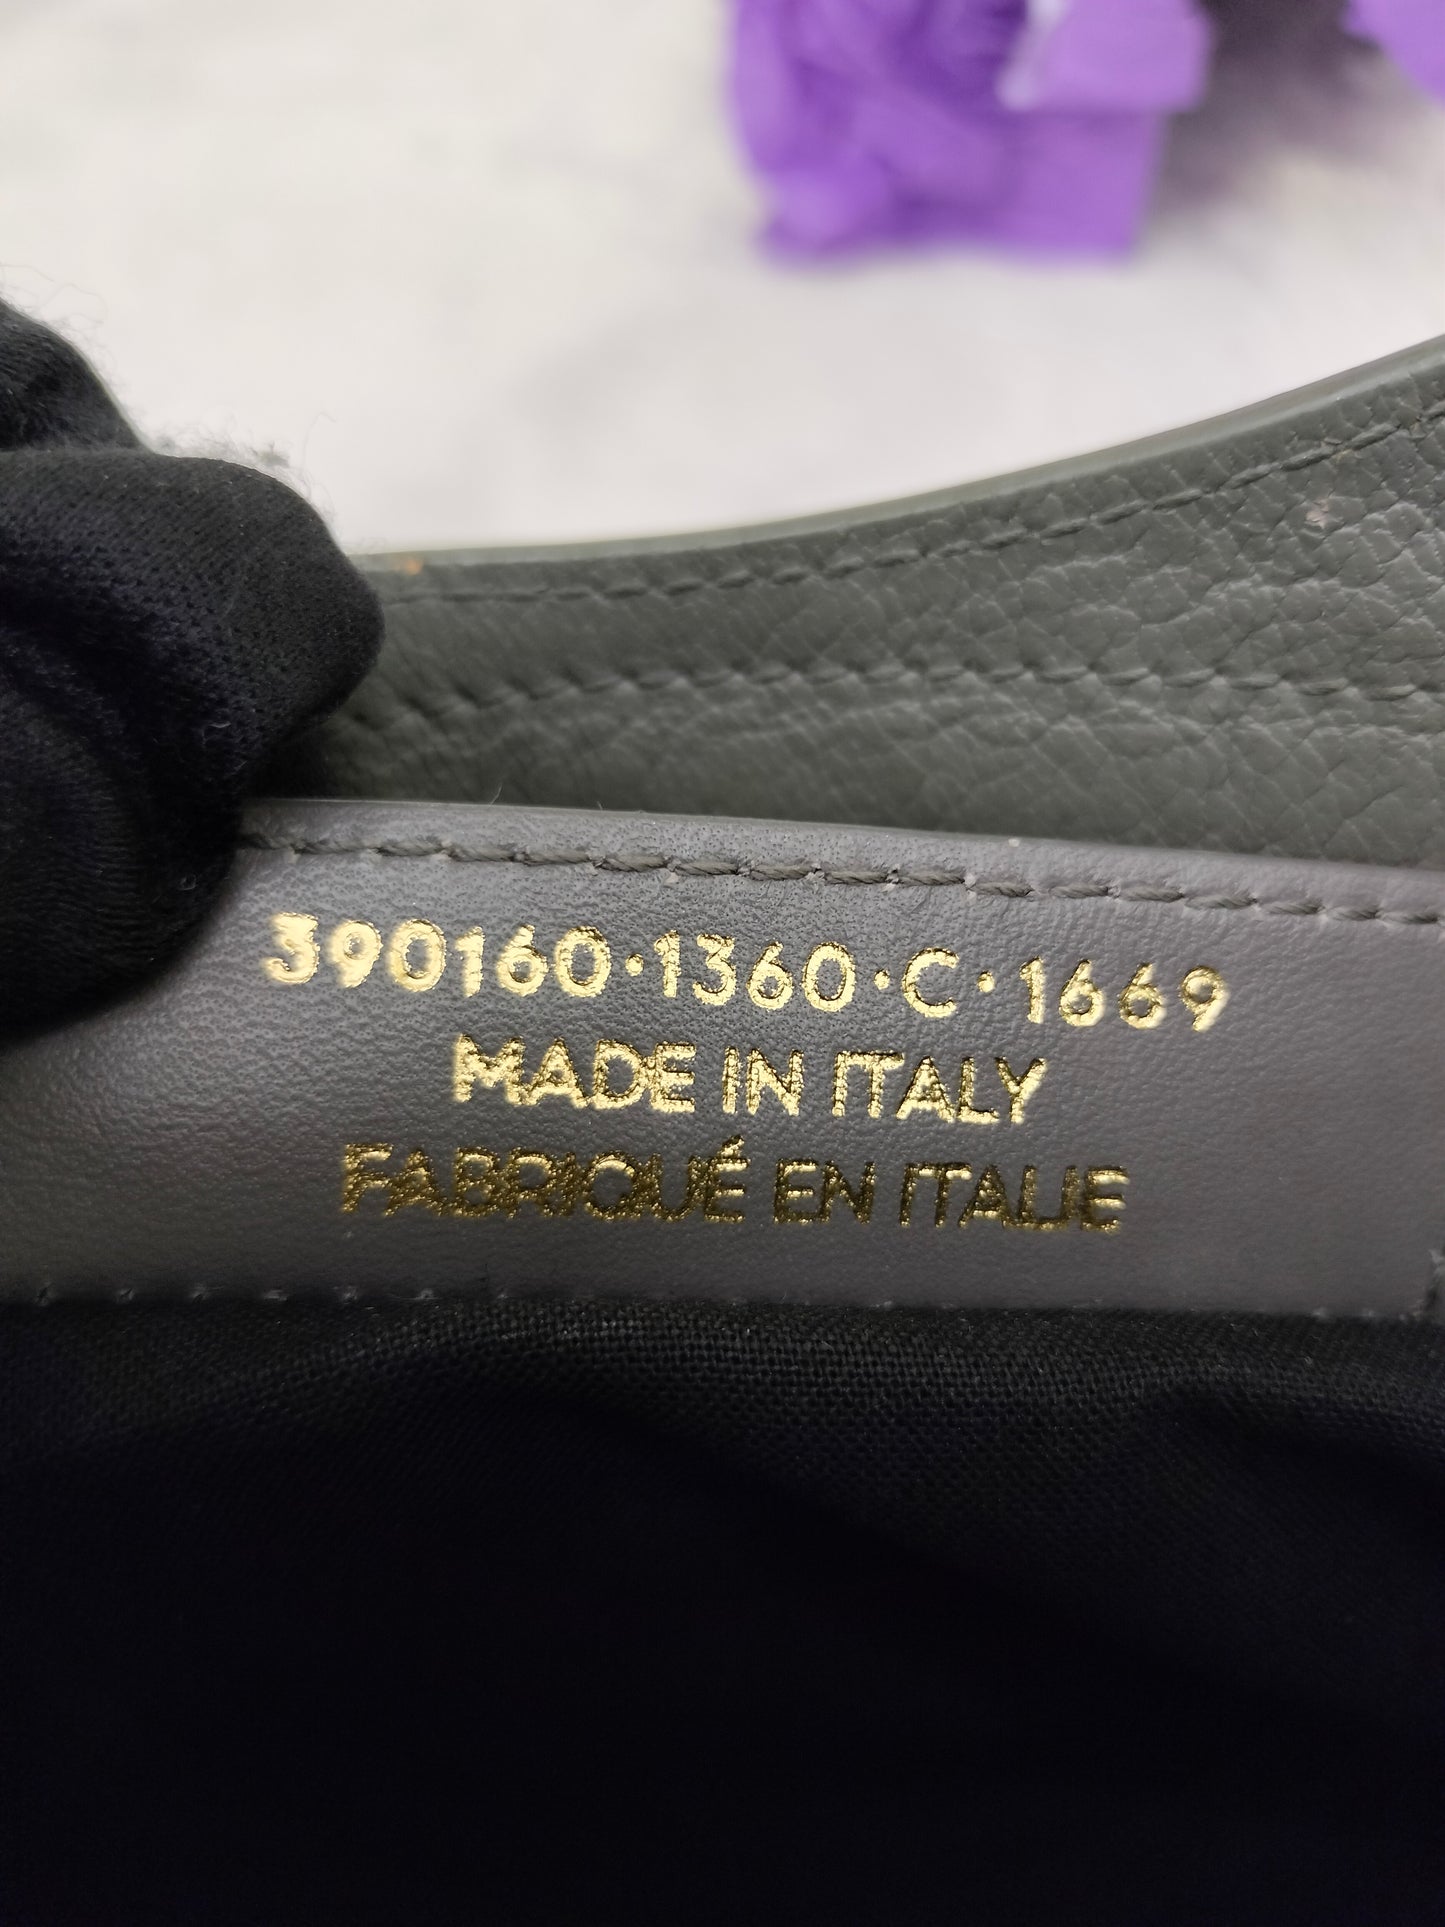 390160·1360·C·1669
MADE IN ITALY
FABRIQUÉ EN ITALIE